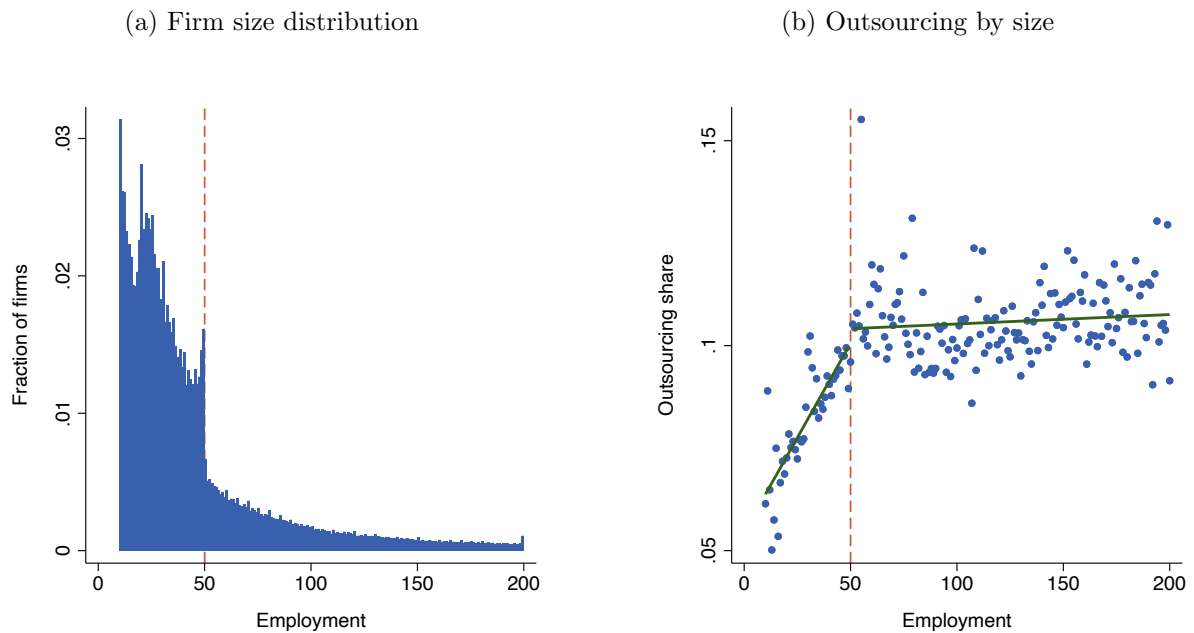 (a) Firm size distribution
.03
.02
.01
0
Fraction of firms
0
50
100
150
200
Employment
(b) Outsourcing by size
.15
.1
.05
Outsourcing share
0
50
100
150
200
Employment